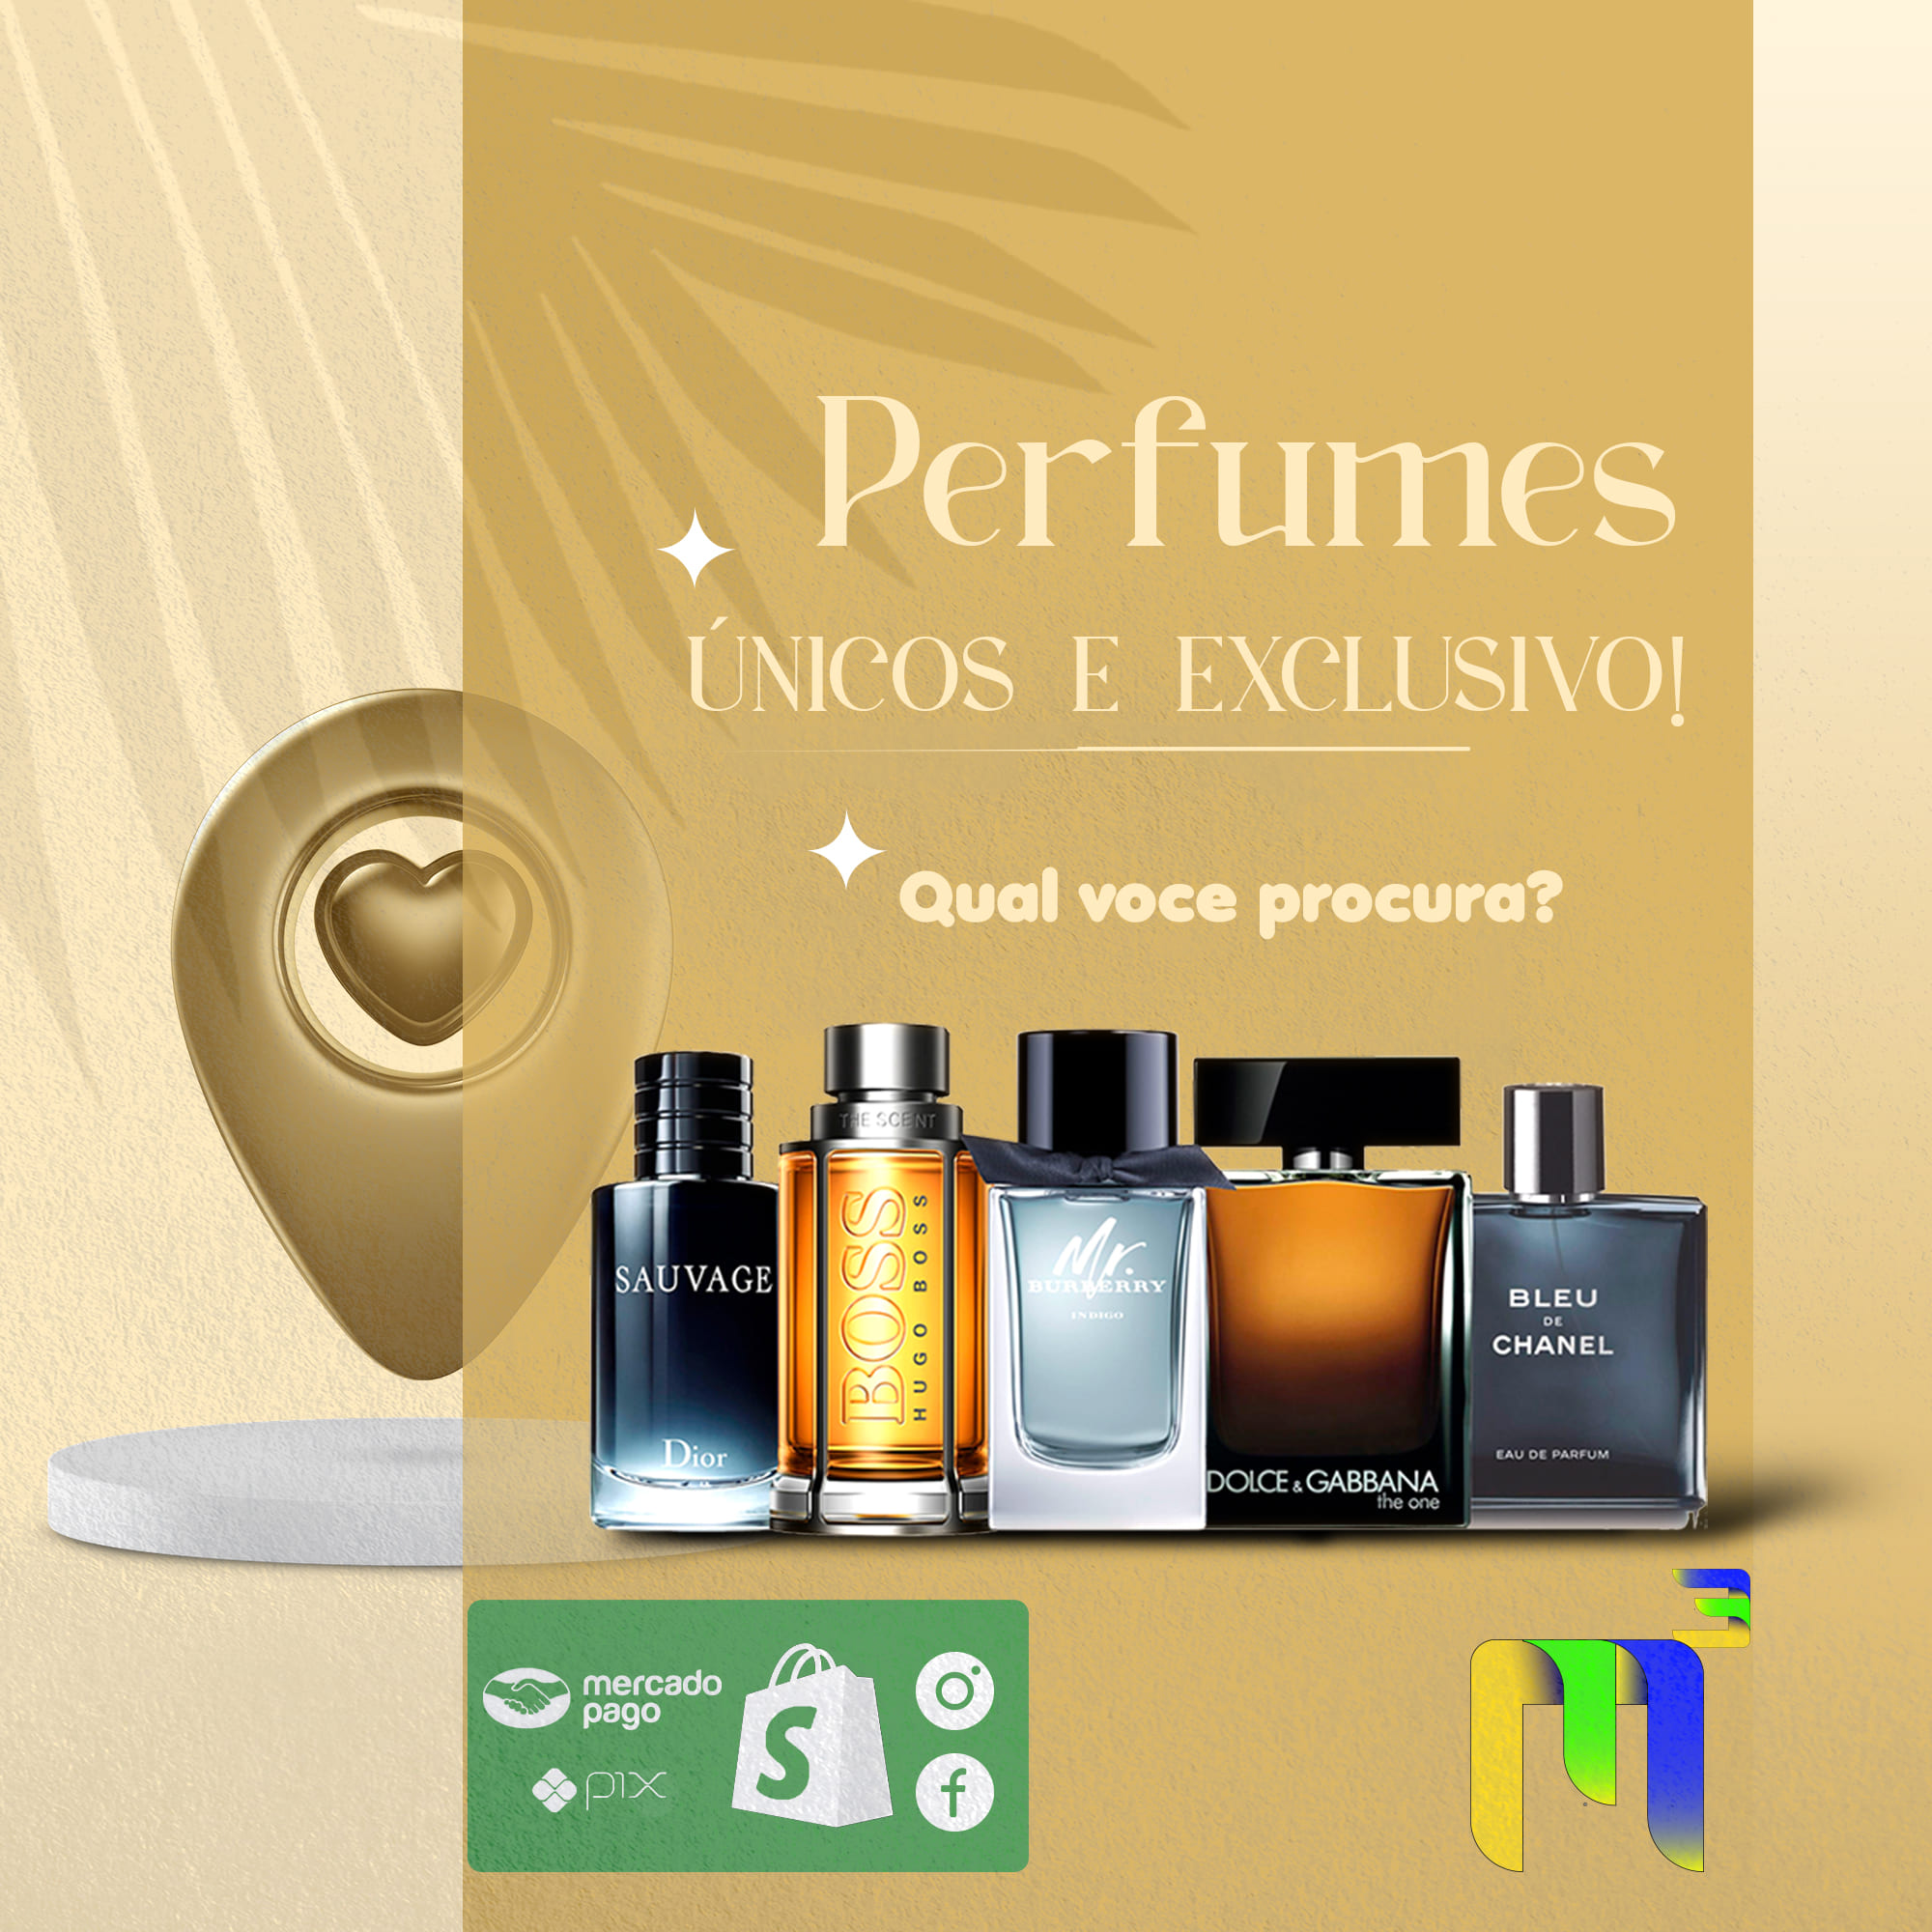 Perfumes
ÚNICOS E EXCLUSIVO!
Qual voce procura?
THE SCENT
SAUVAGE
Dior
BOSS
HUGO BOSS
Mr.
BURBERRY
INDIGO
DOLCE & GABBANA
the one
BLEU
DE
CHANEL
EAU DE PARFUM
mercado
pago
pix
S
M3